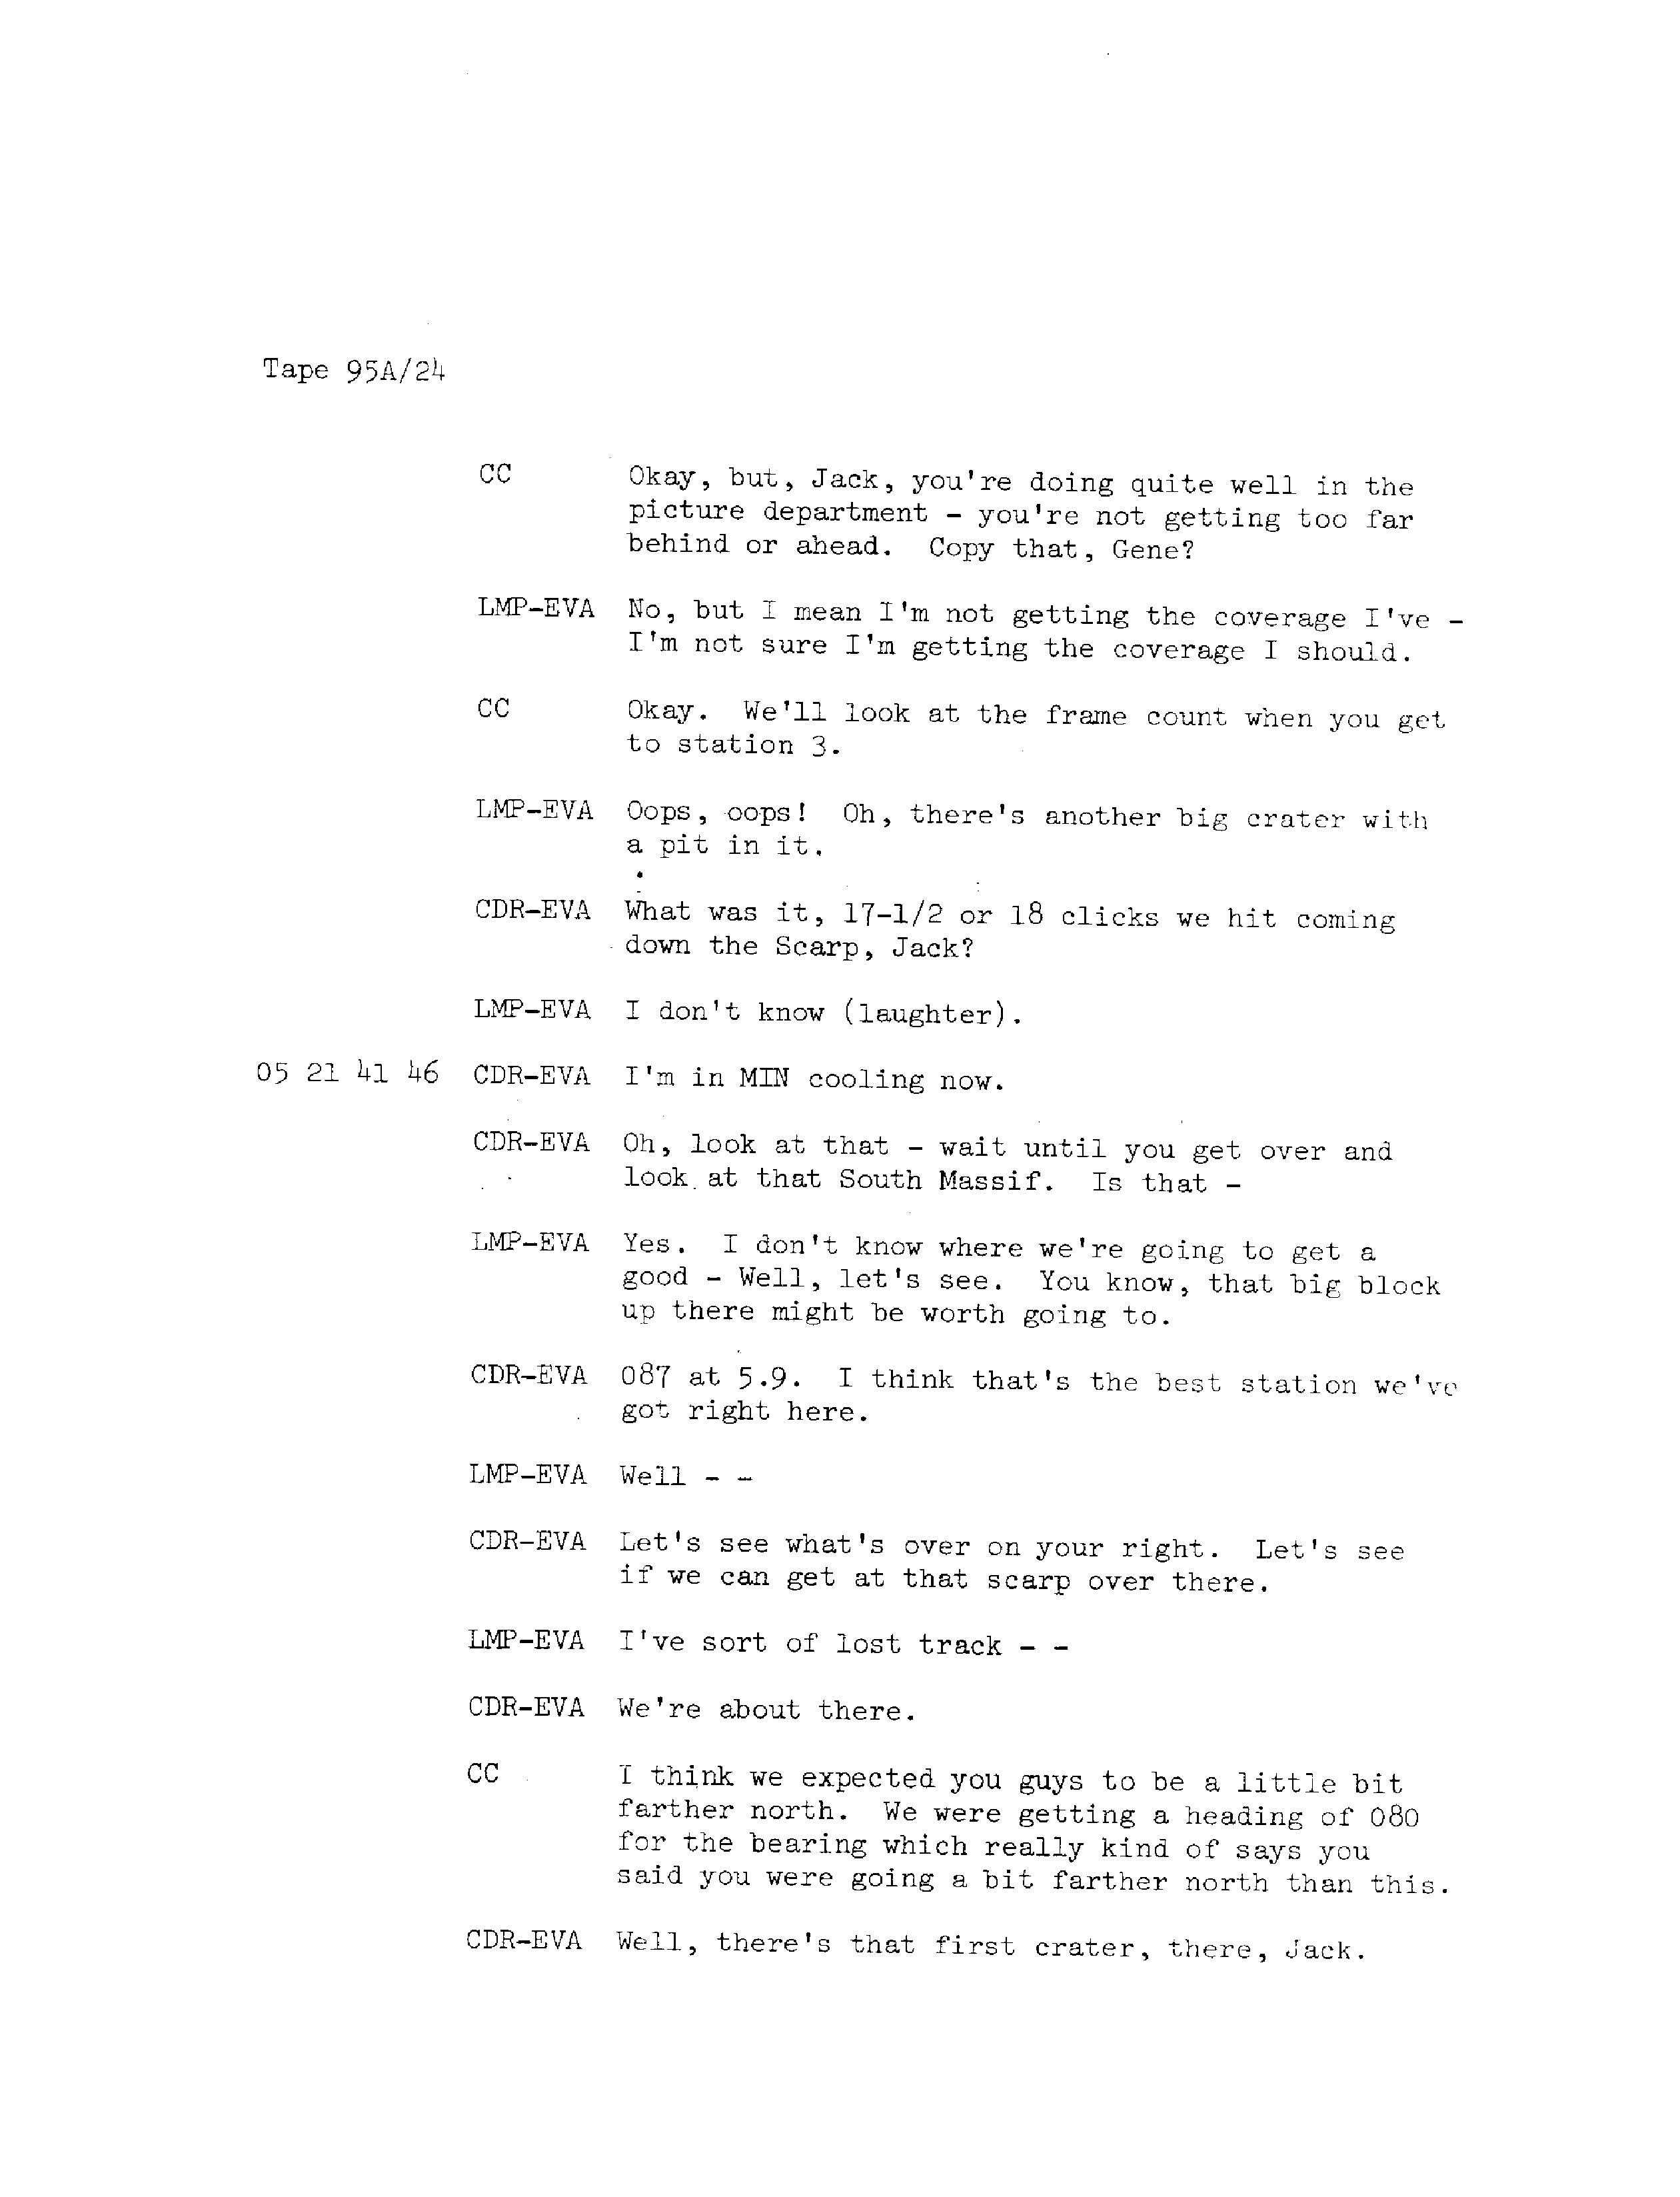 Tape 95A/24
CC Okay, but, Jack, you're doing quite well in the
picture department - you're not getting too far
behind or ahead. Copy that, Gene?
LMP-EVA No, but I mean I'm not getting the coverage I've -
I'm not sure I'm getting the coverage I should.
CC Okay. We'll look at the frame count when you get
to station 3.
LMP-EVA Oops, oops! Oh, there's another big crater with
a pit in it.
CDR-EVA What was it, 17-1/2 or 18 clicks we hit coming
down the Scarp, Jack?
LMP-EVA I don't know (laughter).
05 21 41 46 CDR-EVA I'm in MIN cooling now.
CDR-EVA Oh, look at that - wait until you get over and
look at that South Massif. Is that -
LMP-EVA Yes. I don't know where we're going to get a
good - Well, let's see. You know, that big block
up there might be worth going to.
CDR-EVA 087 at 5.9. I think that's the best station we've
got right here.
LMP-EVA Well - -
CDR-EVA Let's see what's over on your right. Let's see
if we can get at that scarp over there.
LMP-EVA I've sort of lost track - -
CDR-EVA We're about there.
CC I think we expected you guys to be a little bit
farther north. We were getting a heading of 080
for the bearing which really kind of says you
said you were going a bit farther north than this.
CDR-EVA Well, there's that first crater, there, Jack.